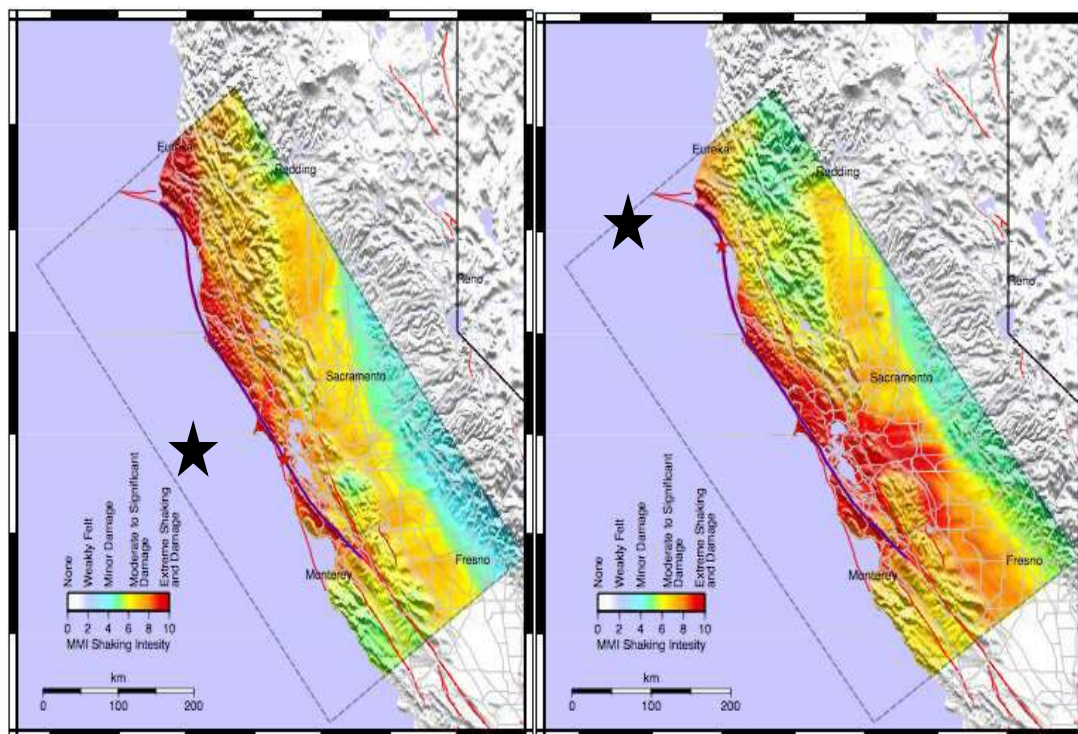 Eureka
Redding
Reno
Sacramento
Fresno
Monterey
None
Weakly Felt
Minor Damage
Moderate to Significant
Damage
Extreme Shaking
and Damage
0 2 4 6 8 10
MMI Shaking Intesity
km
0 100 200
Eureka
Redding
Reno
Sacramento
Fresno
Monterey
None
Weakly Felt
Minor Damage
Moderate to Significant
Damage
Extreme Shaking
and Damage
0 2 4 6 8 10
MMI Shaking Intesity
km
0 100 200